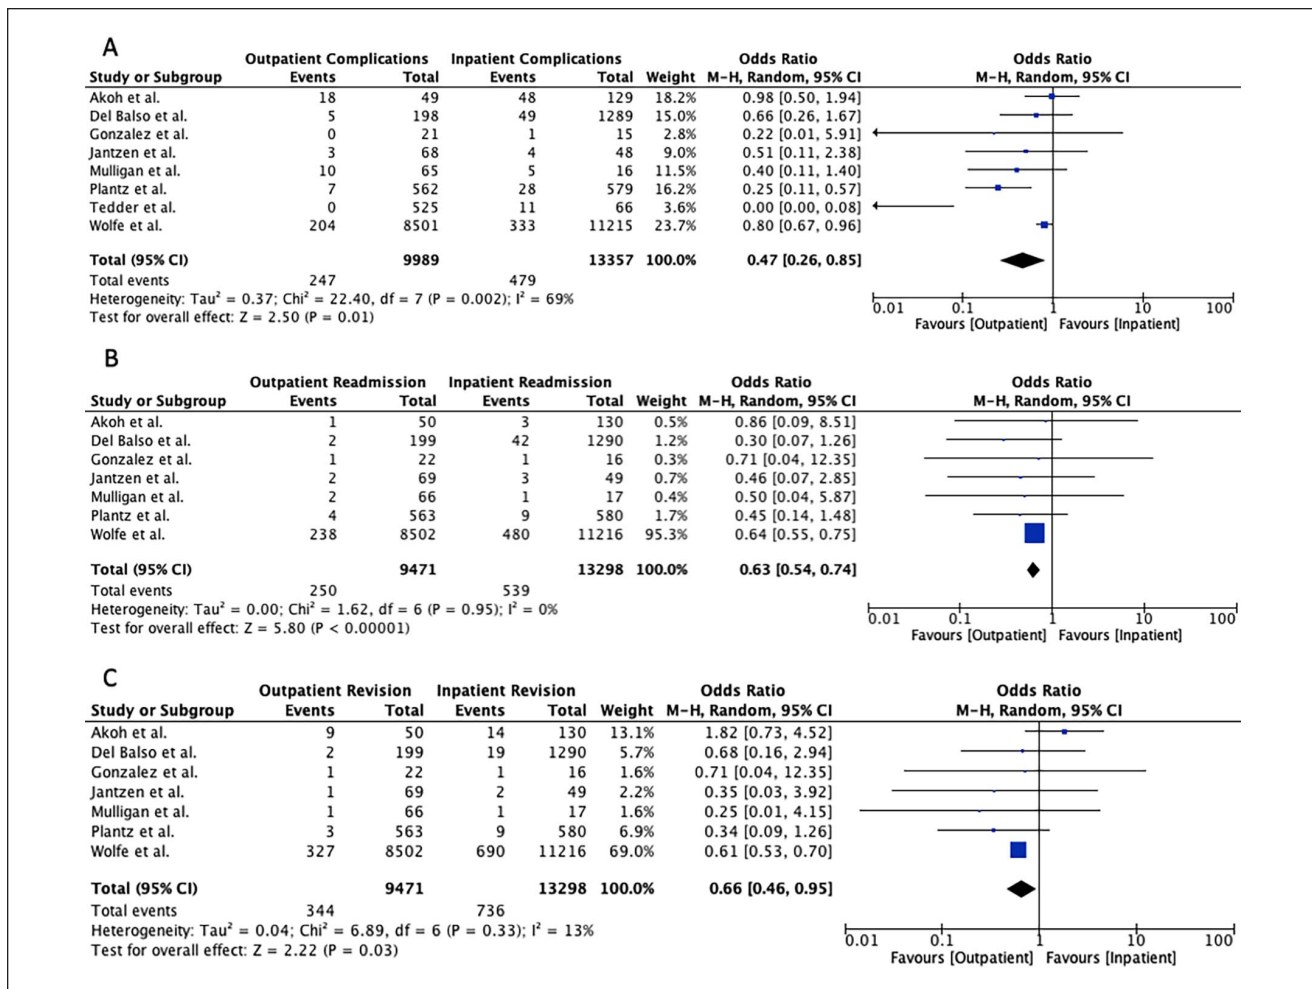 A
Outpatient Complications Inpatient Complications Odds Ratio Odds Ratio
Study or Subgroup Events Total Events Total Weight M-H, Random, 95% CI M-H, Random, 95% CI
Akoh et al. 18 49 48 129 18.2% 0.98 [0.50, 1.94]
Del Balso et al. 5 198 49 1289 15.0% 0.66 [0.26, 1.67]
Gonzalez et al. 0 21 1 15 2.8% 0.22 [0.01, 5.91]
Jantzen et al. 3 68 4 48 9.0% 0.51 [0.11, 2.38]
Mulligan et al. 10 65 5 16 11.5% 0.40 [0.11, 1.40]
Plantz et al. 7 562 28 579 16.2% 0.25 [0.11, 0.57]
Tedder et al. 0 525 11 66 3.6% 0.00 [0.00, 0.08]
Wolfe et al. 204 8501 333 11215 23.7% 0.80 [0.67, 0.96]
Total (95% CI) 9989 13357 100.0% 0.47 [0.26, 0.85]
Total events 247 479
Heterogeneity: Tau² = 0.37; Chi² = 22.40, df = 7 (P = 0.002); I² = 69%
Test for overall effect: Z = 2.50 (P = 0.01)
0.01 0.1 1 10 100
Favours [Outpatient] Favours [Inpatient]
B
Outpatient Readmission Inpatient Readmission Odds Ratio Odds Ratio
Study or Subgroup Events Total Events Total Weight M-H, Random, 95% CI M-H, Random, 95% CI
Akoh et al. 1 50 3 130 0.5% 0.86 [0.09, 8.51]
Del Balso et al. 2 199 42 1290 1.2% 0.30 [0.07, 1.26]
Gonzalez et al. 1 22 1 16 0.3% 0.71 [0.04, 12.35]
Jantzen et al. 2 69 3 49 0.7% 0.46 [0.07, 2.85]
Mulligan et al. 2 66 1 17 0.4% 0.50 [0.04, 5.87]
Plantz et al. 4 563 9 580 1.7% 0.45 [0.14, 1.48]
Wolfe et al. 238 8502 480 11216 95.3% 0.64 [0.55, 0.75]
Total (95% CI) 9471 13298 100.0% 0.63 [0.54, 0.74]
Total events 250 539
Heterogeneity: Tau² = 0.00; Chi² = 1.62, df = 6 (P = 0.95); I² = 0%
Test for overall effect: Z = 5.80 (P < 0.00001)
0.01 0.1 1 10 100
Favours [Outpatient] Favours [Inpatient]
C
Outpatient Revision Inpatient Revision Odds Ratio Odds Ratio
Study or Subgroup Events Total Events Total Weight M-H, Random, 95% CI M-H, Random, 95% CI
Akoh et al. 9 50 14 130 13.1% 1.82 [0.73, 4.52]
Del Balso et al. 2 199 19 1290 5.7% 0.68 [0.16, 2.94]
Gonzalez et al. 1 22 1 16 1.6% 0.71 [0.04, 12.35]
Jantzen et al. 1 69 2 49 2.2% 0.35 [0.03, 3.92]
Mulligan et al. 1 66 1 17 1.6% 0.25 [0.01, 4.15]
Plantz et al. 3 563 9 580 6.9% 0.34 [0.09, 1.26]
Wolfe et al. 327 8502 690 11216 69.0% 0.61 [0.53, 0.70]
Total (95% CI) 9471 13298 100.0% 0.66 [0.46, 0.95]
Total events 344 736
Heterogeneity: Tau² = 0.04; Chi² = 6.89, df = 6 (P = 0.33); I² = 13%
Test for overall effect: Z = 2.22 (P = 0.03)
0.01 0.1 1 10 100
Favours [Outpatient] Favours [Inpatient]